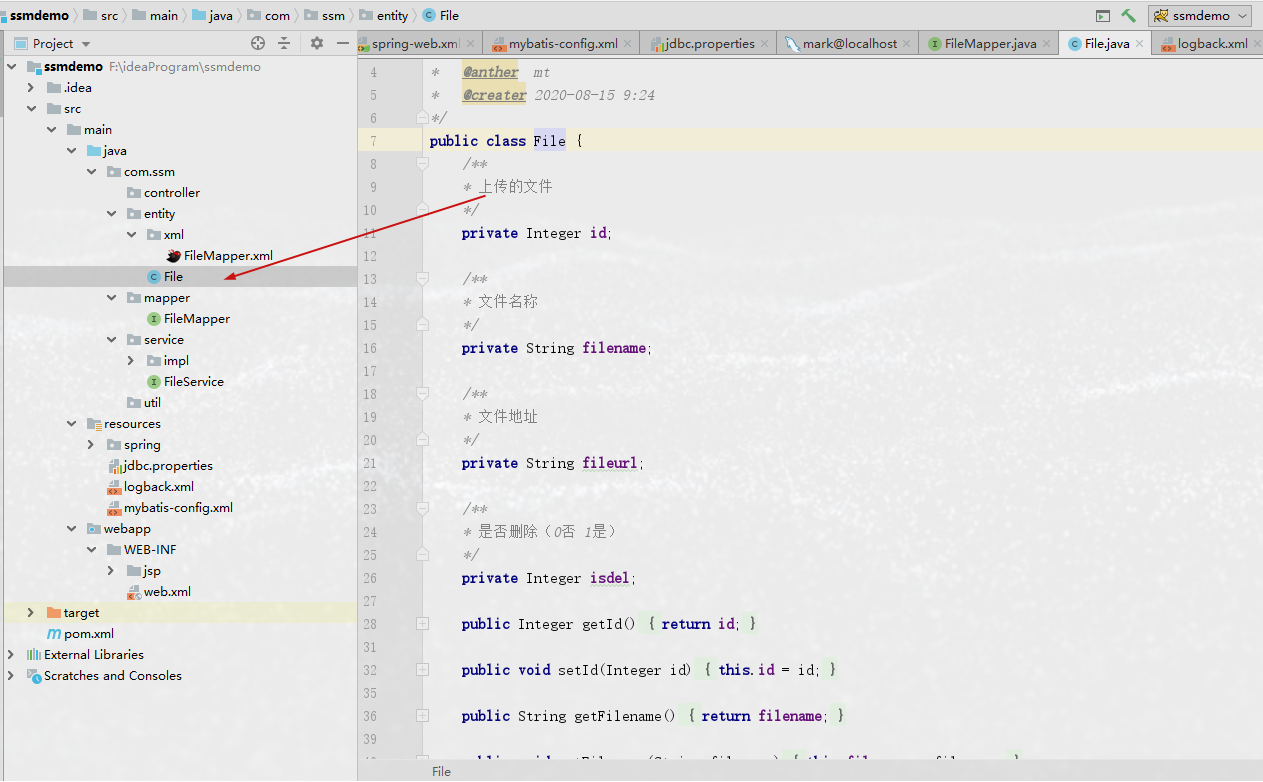 ssmdemo src main java com ssm entity File ssmdemo
Project
spring-web.xml mybatis-config.xml jdbc.properties mark@localhost FileMapper.java File.java logback.xml
ssmdemo F:\ideaProgram\ssmdemo
.idea
src
main
java
com.ssm
controller
entity
xml
FileMapper.xml
File
mapper
FileMapper
service
impl
FileService
util
resources
spring
jdbc.properties
logback.xml
mybatis-config.xml
webapp
WEB-INF
jsp
web.xml
target
pom.xml
External Libraries
Scratches and Consoles
4 * @anther mt
5 * @creater 2020-08-15 9:24
6 */
7 public class File {
8 /**
9 * 上传的文件
10 */
11 private Integer id;
12
13 /**
14 * 文件名称
15 */
16 private String filename;
17
18 /**
19 * 文件地址
20 */
21 private String fileurl;
22
23 /**
24 * 是否删除（0否 1是）
25 */
26 private Integer isdel;
27
28 public Integer getId() { return id; }
31
32 public void setId(Integer id) { this.id = id; }
35
36 public String getFilename() { return filename; }
39
File